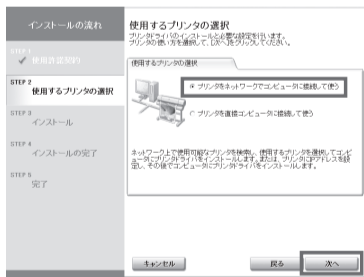 インストールの流れ
STEP 1
使用許諾契約
STEP 2
使用するプリンタの選択
STEP 3
インストール
STEP 4
インストールの完了
STEP 5
完了
使用するプリンタの選択
プリンタドライバのインストールと必要な設定を行います。
プリンタの使い方を選択して、[次へ]をクリックしてください。
使用するプリンタの選択
プリンタをネットワークでコンピュータに接続して使う
プリンタを直接コンピュータに接続して使う
ネットワーク上で使用可能なプリンタを検索し、使用するプリンタを選択してコンピ
ュータにプリンタドライバをインストールします。または、プリンタにIPアドレスを設
定し、その後でコンピュータにプリンタドライバをインストールします。
キャンセル
戻る
次へ